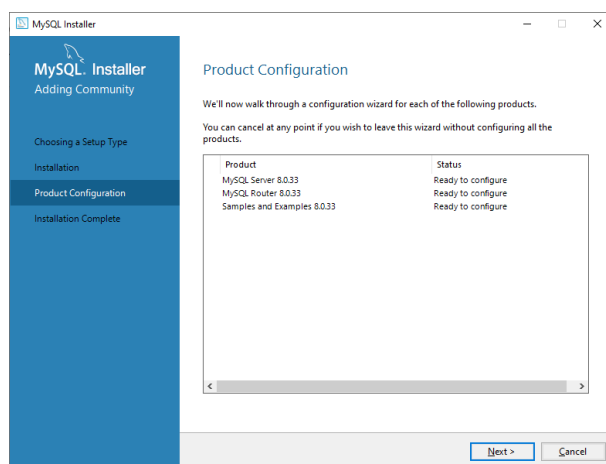 MySQL Installer
MySQL. Installer
Adding Community
Choosing a Setup Type
Installation
Product Configuration
Installation Complete
Product Configuration
We'll now walk through a configuration wizard for each of the following products.
You can cancel at any point if you wish to leave this wizard without configuring all the
products.
Product Status
MySQL Server 8.0.33 Ready to configure
MySQL Router 8.0.33 Ready to configure
Samples and Examples 8.0.33 Ready to configure
Next > Cancel